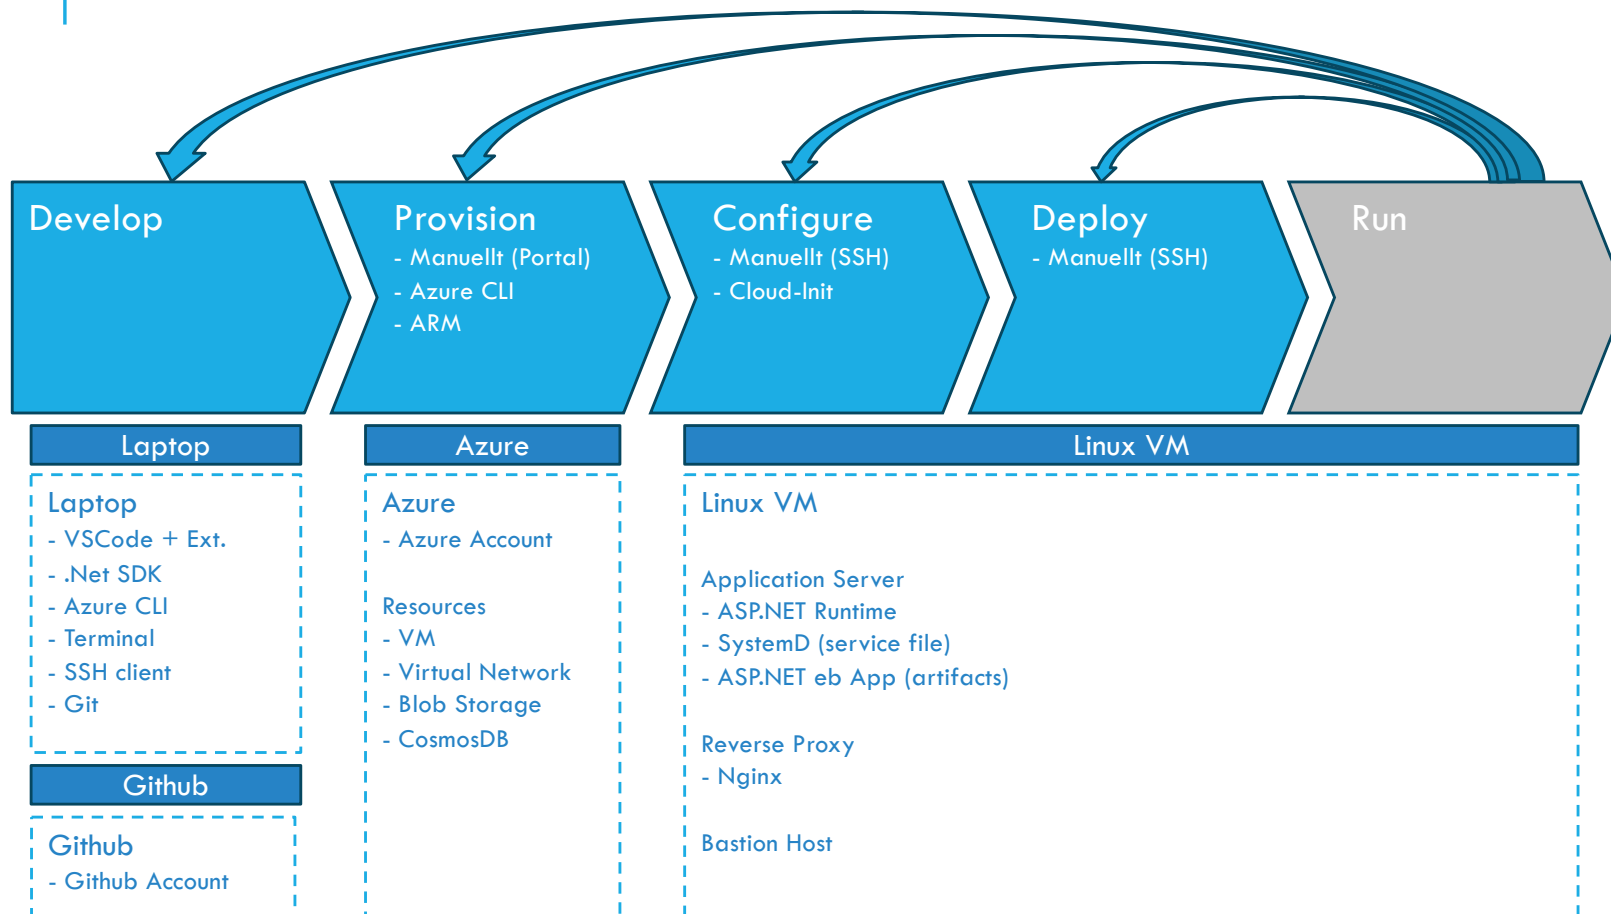 Develop
Provision
- Manuellt (Portal)
- Azure CLI
- ARM
Configure
- Manuellt (SSH)
- Cloud-Init
Deploy
- Manuellt (SSH)
Run
Laptop
Laptop
- VSCode + Ext.
- .Net SDK
- Azure CLI
- Terminal
- SSH client
- Git
Github
Github
- Github Account
Azure
Azure
- Azure Account
Resources
- VM
- Virtual Network
- Blob Storage
- CosmosDB
Linux VM
Linux VM
Application Server
- ASP.NET Runtime
- SystemD (service file)
- ASP.NET eb App (artifacts)
Reverse Proxy
- Nginx
Bastion Host